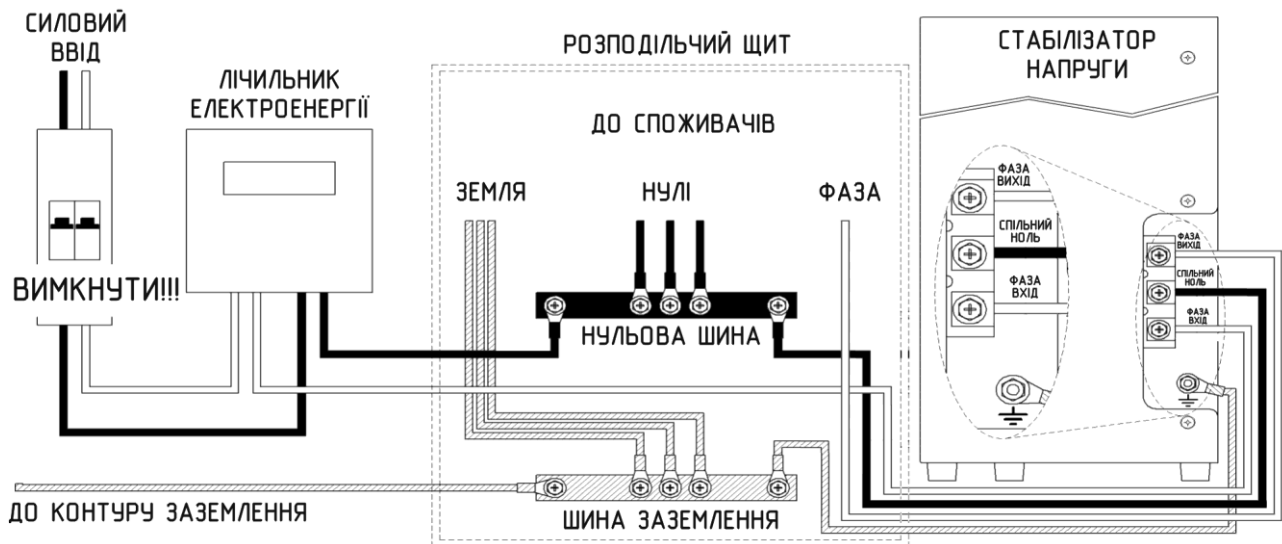 СИЛОВИЙ
ВВІД
ЛІЧИЛЬНИК
ЕЛЕКТРОЕНЕРГІЇ
РОЗПОДІЛЬЧИЙ ЩИТ
СТАБІЛІЗАТОР
НАПРУГИ
ДО СПОЖИВАЧІВ
ЗЕМЛЯ
НУЛІ
ФАЗА
ФАЗА
ВИХІД
СПІЛЬНИЙ
НОЛЬ
ФАЗА
ВХІД
ФАЗА
ВИХІД
СПІЛЬНИЙ
НОЛЬ
ФАЗА
ВХІД
ВИМКНУТИ!!!
НУЛЬОВА ШИНА
ДО КОНТУРУ ЗАЗЕМЛЕННЯ
ШИНА ЗАЗЕМЛЕННЯ